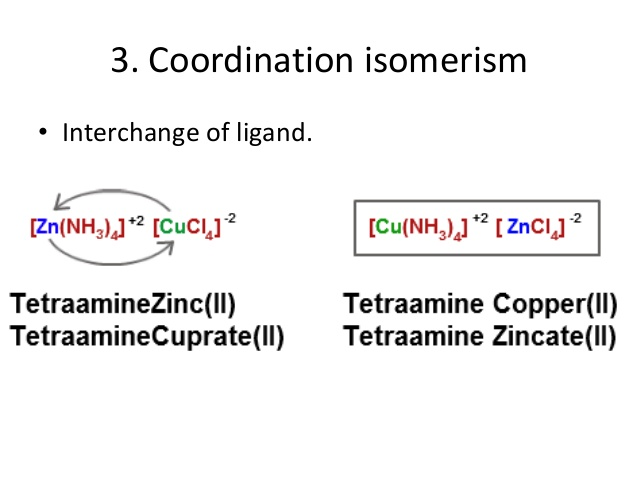 3. Coordination isomerism
• Interchange of ligand.
[Zn(NH₃)₄]⁺² [CuCl₄]⁻²
[Cu(NH₃)₄]⁺² [ ZnCl₄]⁻²
TetraamineZinc(II)
TetraamineCuprate(II)
Tetraamine Copper(II)
Tetraamine Zincate(II)